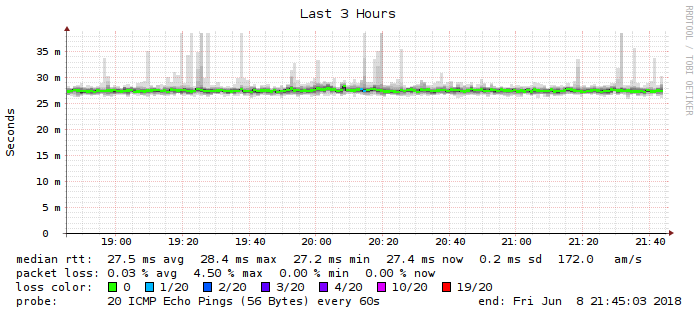 Last 3 Hours
RRDTOOL / TOBI OETIKER
Seconds
35 m
30 m
25 m
20 m
15 m
10 m
5 m
0
19:00 19:20 19:40 20:00 20:20 20:40 21:00 21:20 21:40
median rtt: 27.5 ms avg 28.4 ms max 27.2 ms min 27.4 ms now 0.2 ms sd 172.0 am/s
packet loss: 0.03 % avg 4.50 % max 0.00 % min 0.00 % now
loss color: 0 1/20 2/20 3/20 4/20 10/20 19/20
probe: 20 ICMP Echo Pings (56 Bytes) every 60s end: Fri Jun 8 21:45:03 2018